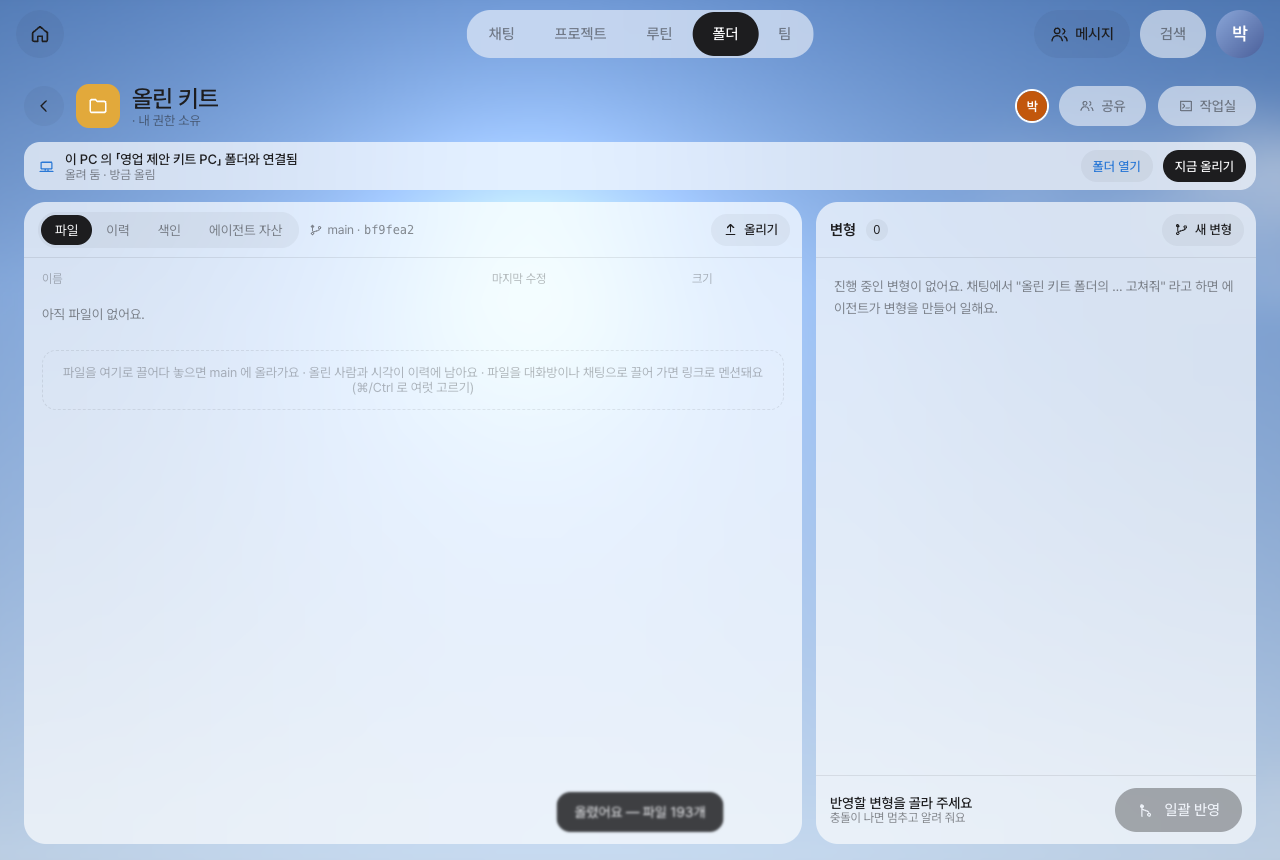 채팅
프로젝트
루틴
폴더
팀
메시지
검색
박
올린 키트
· 내 권한 소유
박
공유
작업실
이 PC 의 「영업 제안 키트 PC」 폴더와 연결됨
올려 둠 · 방금 올림
폴더 열기
지금 올리기
파일
이력
색인
에이전트 자산
main · bf9fea2
올리기
이름
마지막 수정
크기
아직 파일이 없어요.
파일을 여기로 끌어다 놓으면 main 에 올라가요 · 올린 사람과 시각이 이력에 남아요 · 파일을 대화방이나 채팅으로 끌어 가면 링크로 멘션돼요
(⌘/Ctrl 로 여럿 고르기)
올렸어요 — 파일 193개
변형
0
새 변형
진행 중인 변형이 없어요. 채팅에서 "올린 키트 폴더의 … 고쳐줘" 라고 하면 에
이전트가 변형을 만들어 일해요.
반영할 변형을 골라 주세요
충돌이 나면 멈추고 알려 줘요
일괄 반영